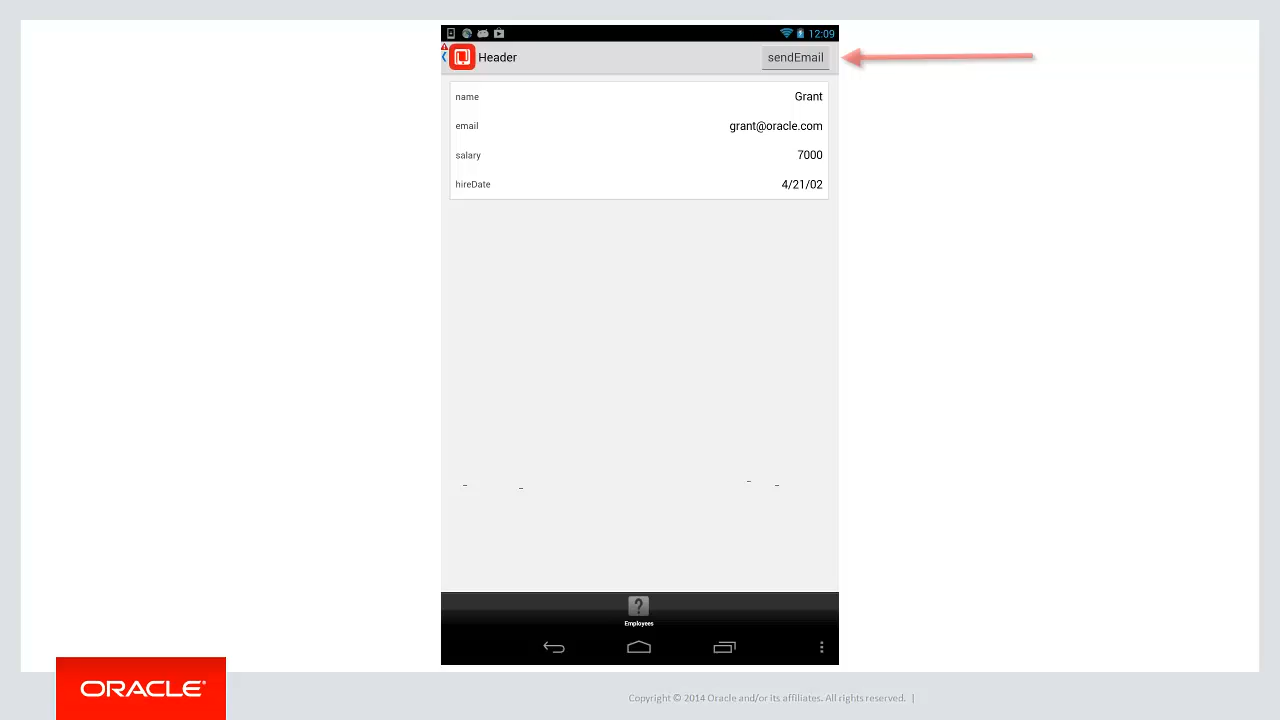 12:09
Header
sendEmail
name Grant
email grant@oracle.com
salary 7000
hireDate 4/21/02
?
Employees
ORACLE®
Copyright © 2014 Oracle and/or its affiliates. All rights reserved. |